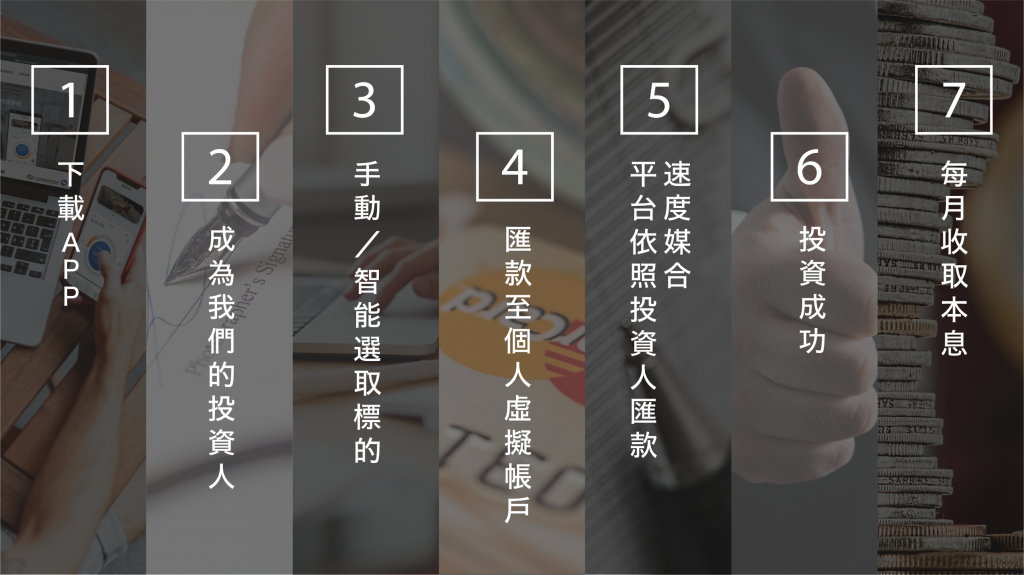 1
下載APP
2
成為我們的投資人
3
手動/智能選取標的
4
匯款至個人虛擬帳戶
5
平台依照投資人匯款
速度媒合
6
投資成功
7
每月收取本息